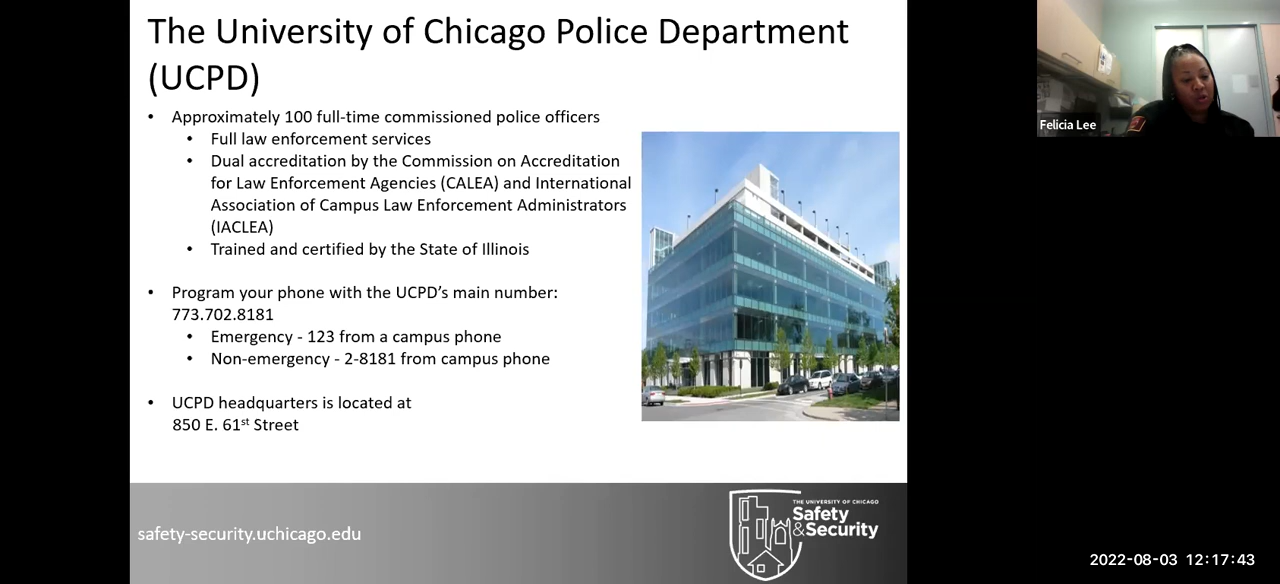 The University of Chicago Police Department
(UCPD)
• Approximately 100 full-time commissioned police officers
• Full law enforcement services
• Dual accreditation by the Commission on Accreditation
for Law Enforcement Agencies (CALEA) and International
Association of Campus Law Enforcement Administrators
(IACLEA)
• Trained and certified by the State of Illinois
• Program your phone with the UCPD’s main number:
773.702.8181
• Emergency - 123 from a campus phone
• Non-emergency - 2-8181 from campus phone
• UCPD headquarters is located at
850 E. 61st Street
safety-security.uchicago.edu
THE UNIVERSITY OF CHICAGO
Safety
&Security
Felicia Lee
2022-08-03 12:17:43